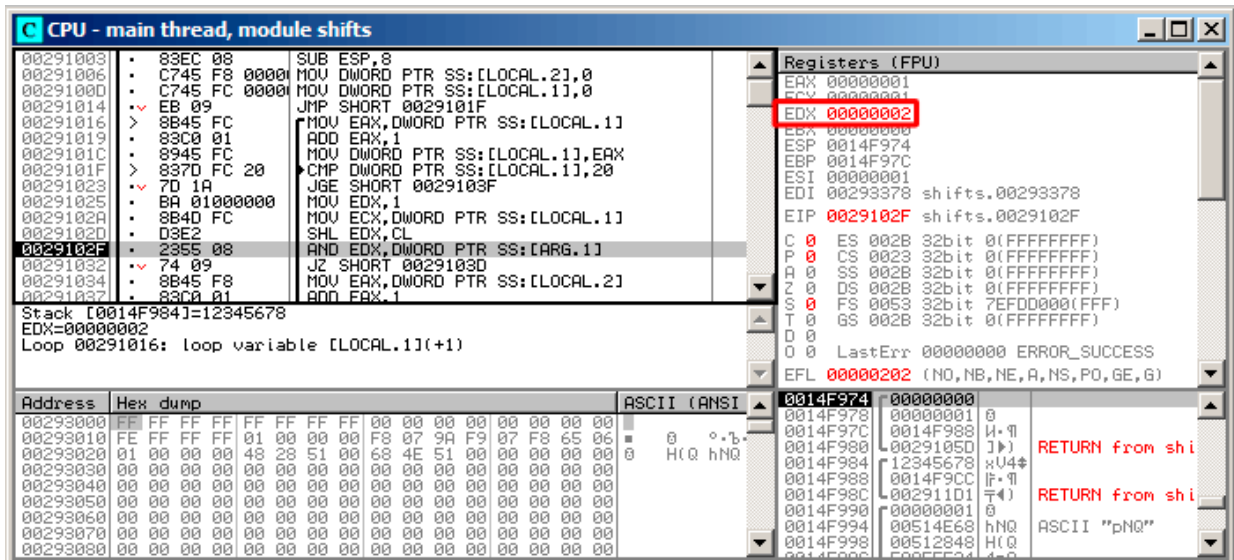 C CPU - main thread, module shifts
00291003 · 83EC 08 SUB ESP,8
00291006 · C745 F8 0000 MOV DWORD PTR SS:[LOCAL.2],0
0029100D · C745 FC 0000 MOV DWORD PTR SS:[LOCAL.1],0
00291014 ·v EB 09 JMP SHORT 0029101F
00291016 > 8B45 FC MOV EAX,DWORD PTR SS:[LOCAL.1]
00291019 · 83C0 01 ADD EAX,1
0029101C · 8945 FC MOV DWORD PTR SS:[LOCAL.1],EAX
0029101F > 837D FC 20 CMP DWORD PTR SS:[LOCAL.1],20
00291023 ·v 7D 1A JGE SHORT 0029103F
00291025 · BA 01000000 MOV EDX,1
0029102A · 8B4D FC MOV ECX,DWORD PTR SS:[LOCAL.1]
0029102D · D3E2 SHL EDX,CL
0029102F · 2355 08 AND EDX,DWORD PTR SS:[ARG.1]
00291032 ·v 74 09 JZ SHORT 0029103D
00291034 · 8B45 F8 MOV EAX,DWORD PTR SS:[LOCAL.2]
00291037 · 83C0 01 ADD EAX,1
Stack [0014F984]=12345678
EDX=00000002
Loop 00291016: loop variable [LOCAL.1](+1)
Registers (FPU)
EAX 00000001
ECX 00000001
EDX 00000002
EBX 00000000
ESP 0014F974
EBP 0014F97C
ESI 00000001
EDI 00293378 shifts.00293378
EIP 0029102F shifts.0029102F
C 0 ES 002B 32bit 0(FFFFFFFF)
P 0 CS 0023 32bit 0(FFFFFFFF)
A 0 SS 002B 32bit 0(FFFFFFFF)
Z 0 DS 002B 32bit 0(FFFFFFFF)
S 0 FS 0053 32bit 7EFDD000(FFF)
T 0 GS 002B 32bit 0(FFFFFFFF)
D 0
O 0 LastErr 00000000 ERROR_SUCCESS
EFL 00000202 (NO,NB,NE,A,NS,PO,GE,G)
Address Hex dump ASCII (ANSI
00293000 FF FF FF FF FF FF FF FF 00 00 00 00 00 00 00 00
00293010 FE FF FF FF 01 00 00 00 F8 07 9A F9 07 F8 65 06
00293020 01 00 00 00 48 28 51 00 68 4E 51 00 00 00 00 00 H(Q hNQ
00293030 00 00 00 00 00 00 00 00 00 00 00 00 00 00 00 00
00293040 00 00 00 00 00 00 00 00 00 00 00 00 00 00 00 00
00293050 00 00 00 00 00 00 00 00 00 00 00 00 00 00 00 00
00293060 00 00 00 00 00 00 00 00 00 00 00 00 00 00 00 00
00293070 00 00 00 00 00 00 00 00 00 00 00 00 00 00 00 00
00293080 00 00 00 00 00 00 00 00 00 00 00 00 00 00 00 00
0014F974 00000000
0014F978 00000001
0014F97C 0014F988 И·¶
0014F980 0029105D ]►) RETURN from shi
0014F984 12345678 xV4↕
0014F988 0014F9CC ╠·¶
0014F98C 002911D1 ╤◄) RETURN from shi
0014F990 00000001
0014F994 00514E68 hNQ ASCII "pNQ"
0014F998 00512848 H(Q